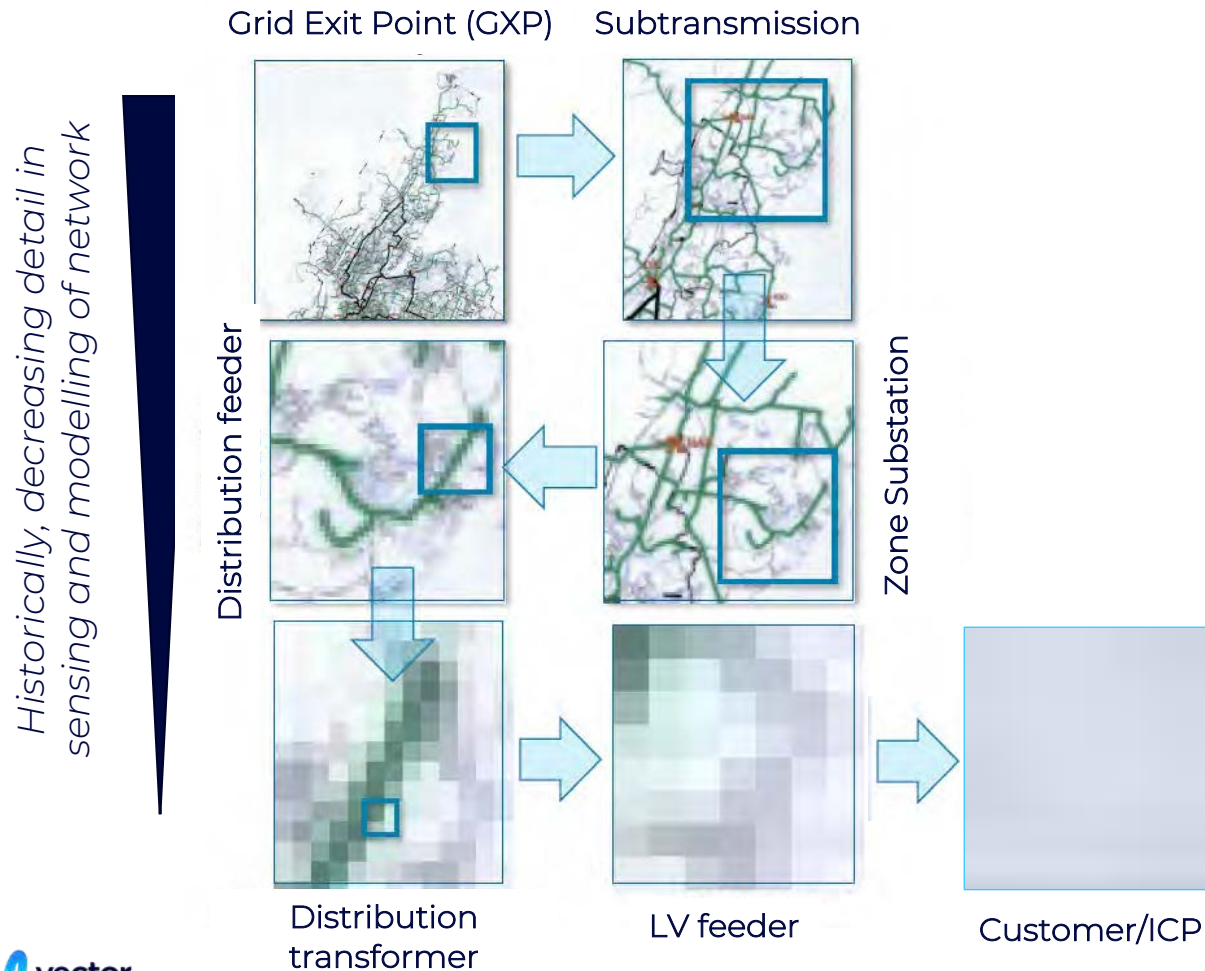 Grid Exit Point (GXP)
Subtransmission
Historically, decreasing detail in
sensing and modelling of network
Distribution feeder
Zone Substation
Distribution
transformer
LV feeder
Customer/ICP
vector